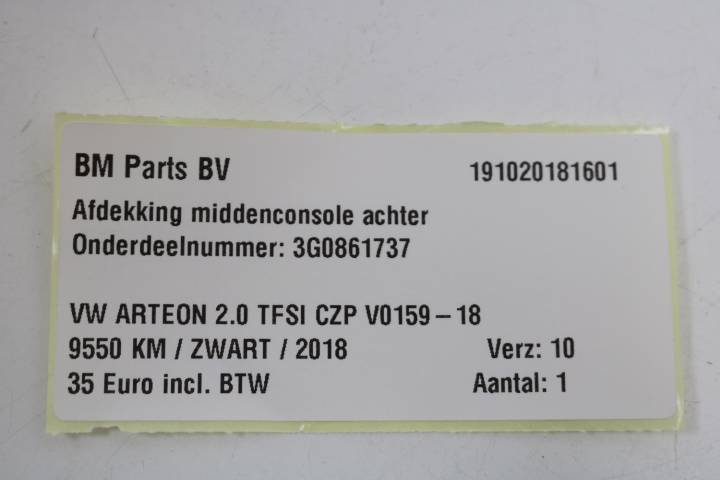 BM Parts BV 191020181601
Afdekking middenconsole achter
Onderdeelnummer: 3G0861737
VW ARTEON 2.0 TFSI CZP V0159-18
9550 KM / ZWART / 2018 Verz: 10
35 Euro incl. BTW Aantal: 1